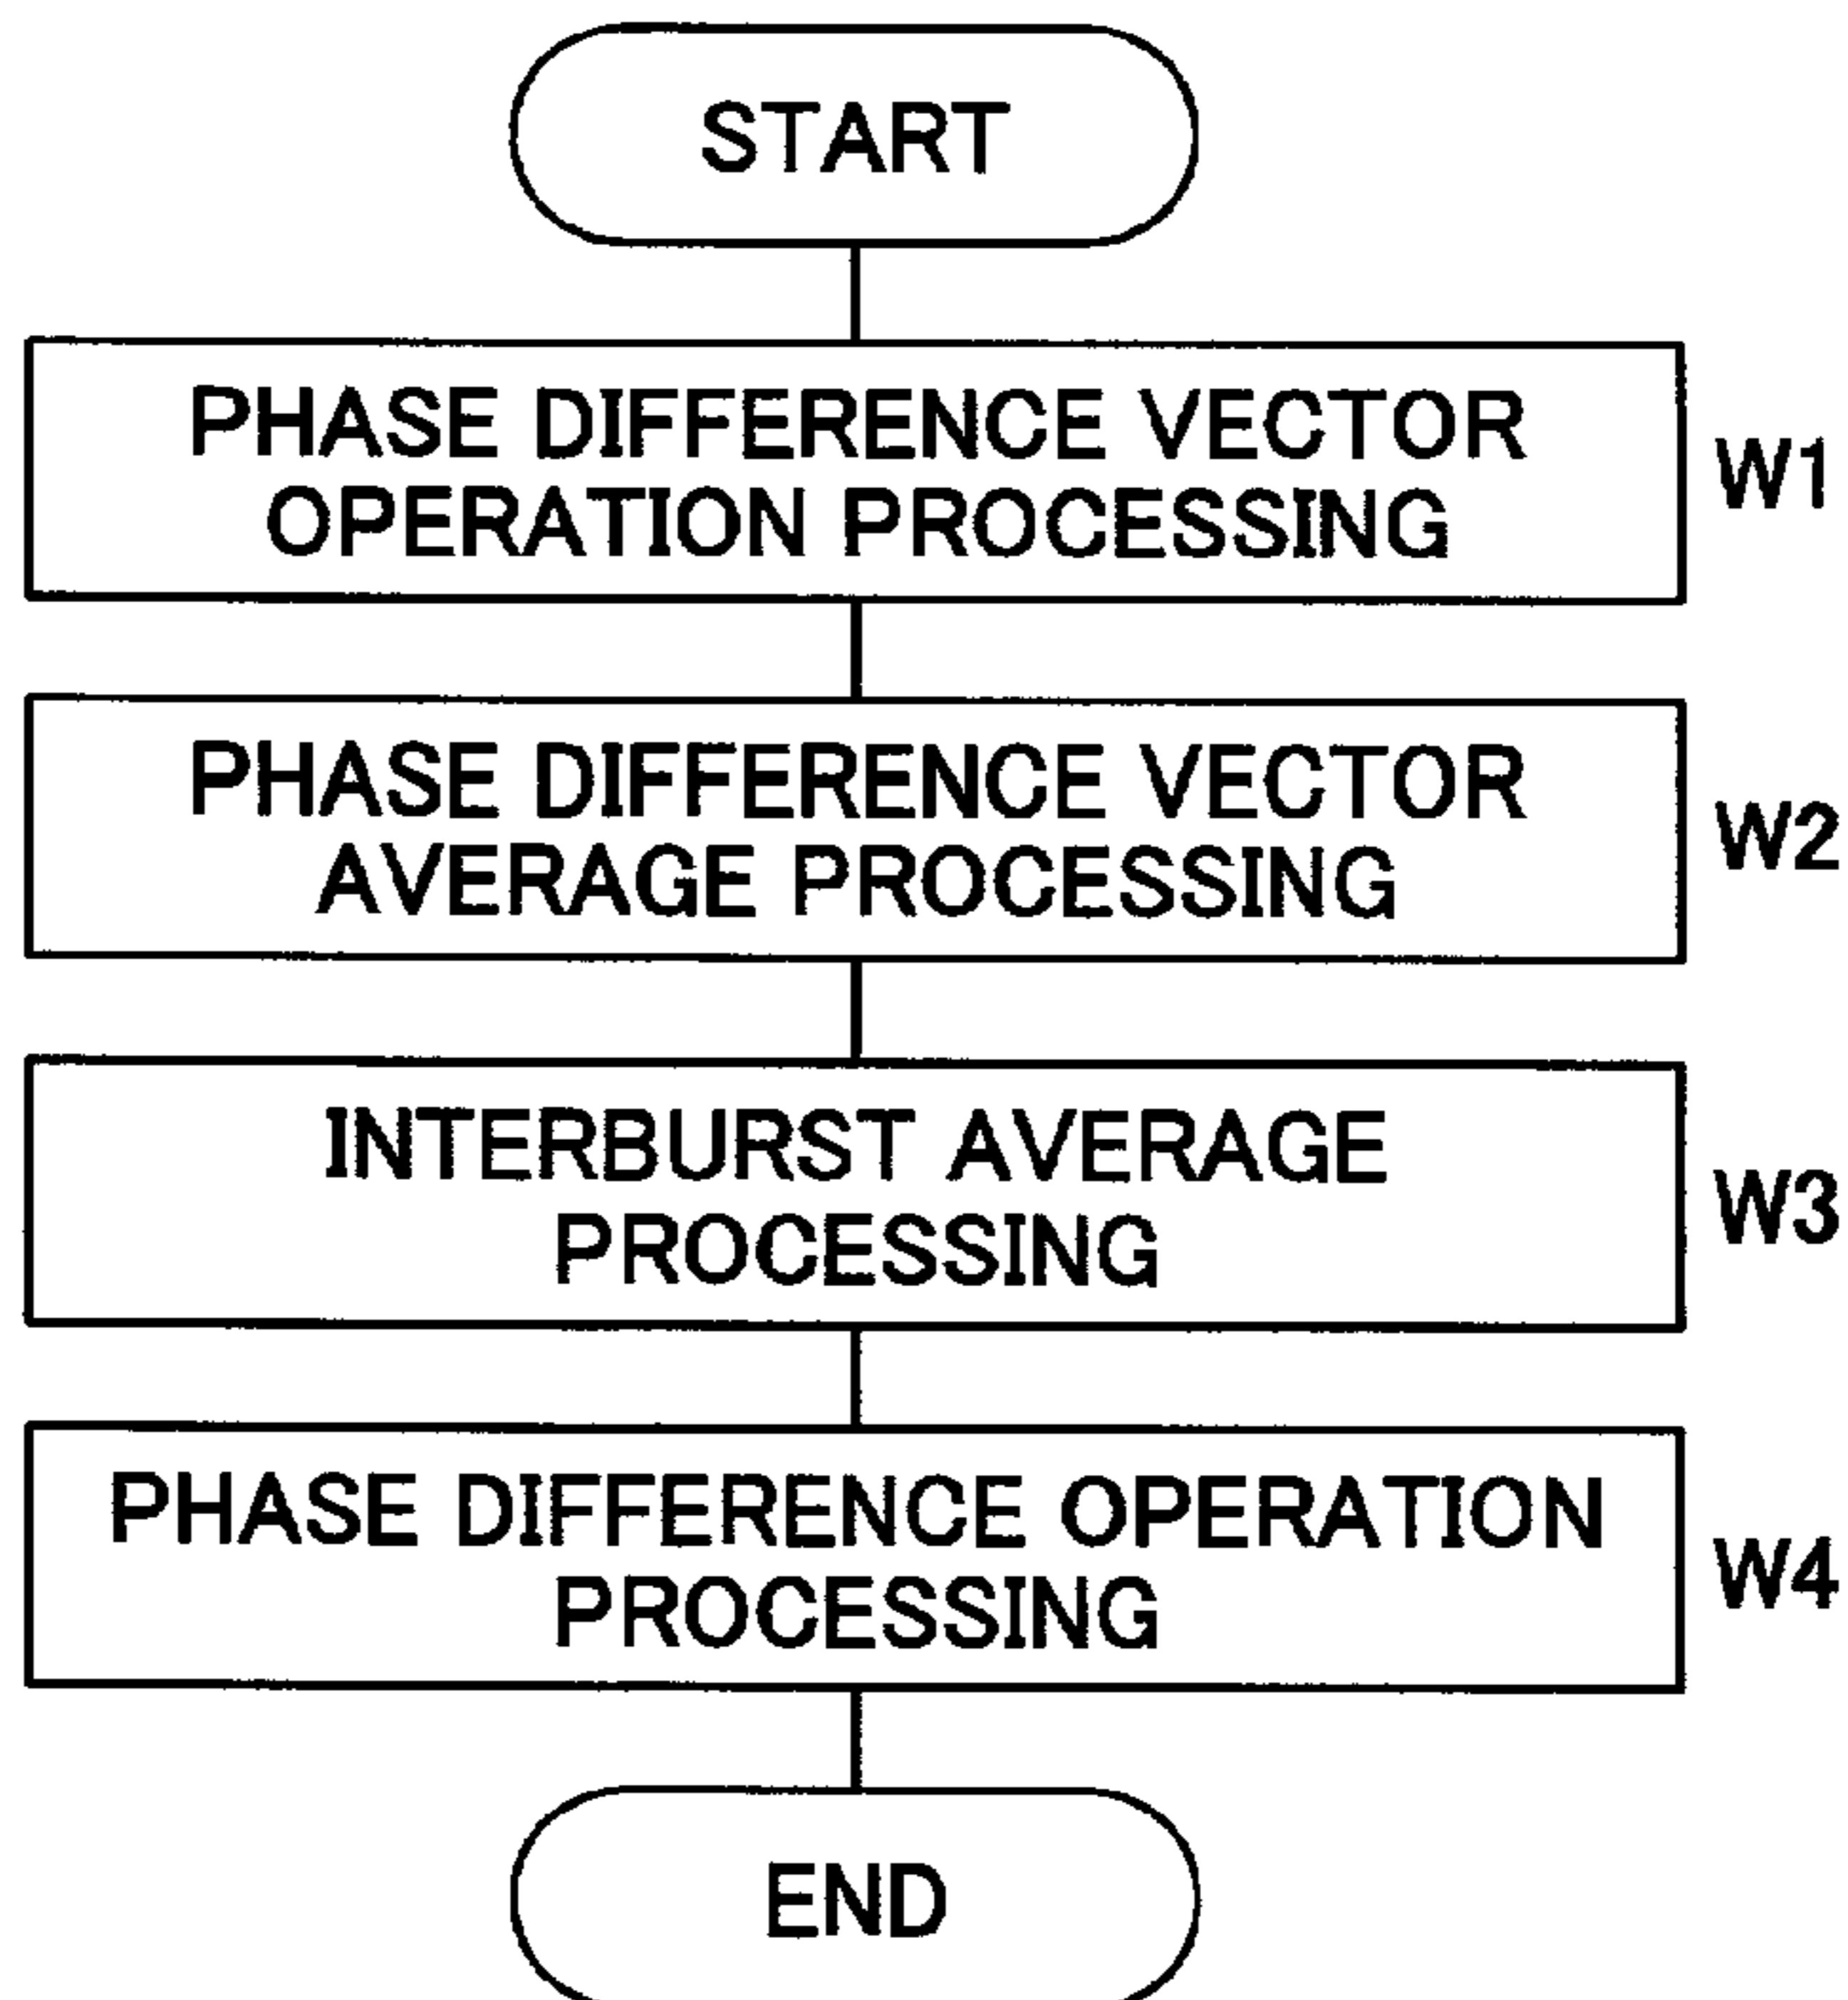 START
PHASE DIFFERENCE VECTOR
OPERATION PROCESSING
W1
PHASE DIFFERENCE VECTOR
AVERAGE PROCESSING
W2
INTERBURST AVERAGE
PROCESSING
W3
PHASE DIFFERENCE OPERATION
PROCESSING
W4
END